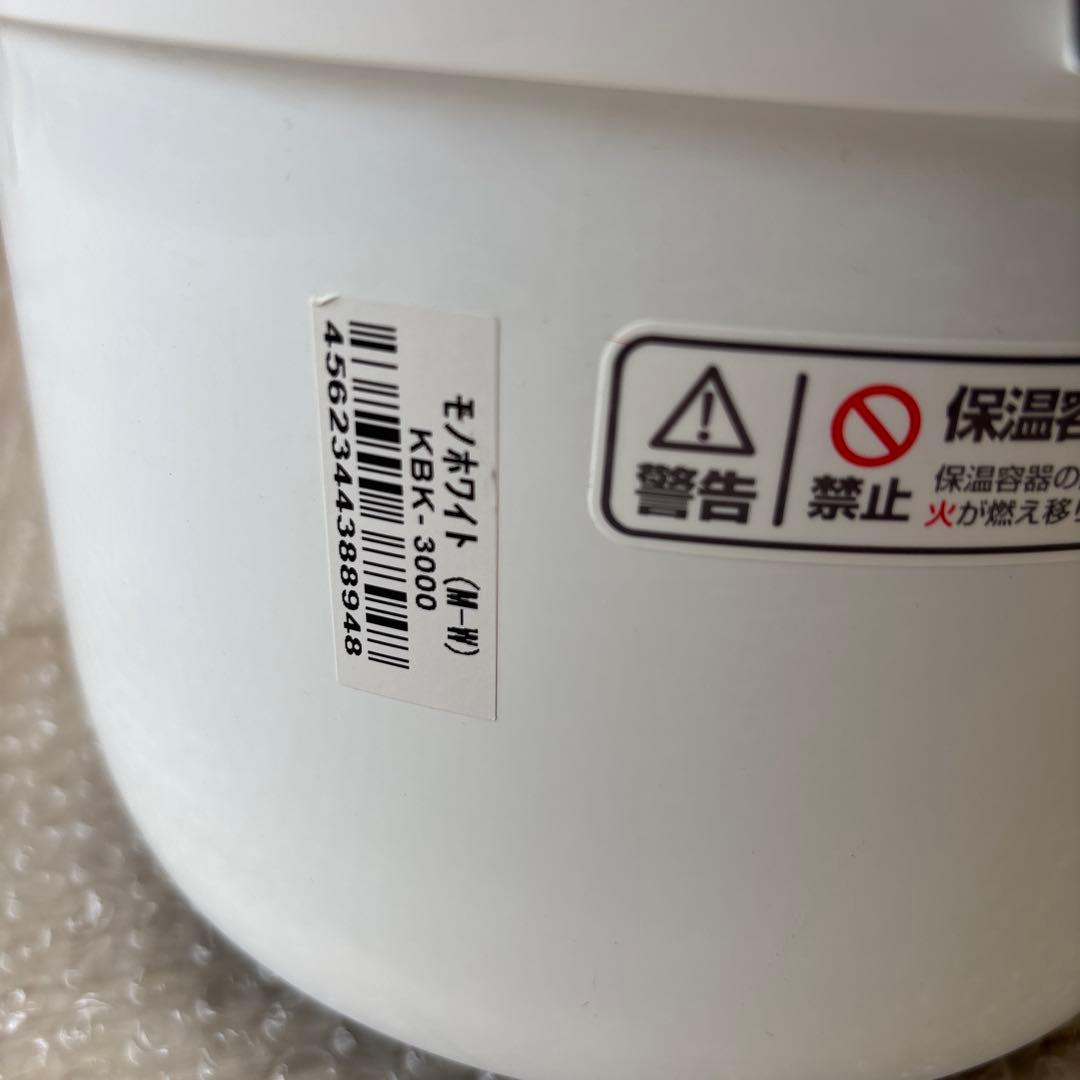 モノホワイト (M-W)
KBK-3000
4562344388948
警告
禁止
保温容
保温容器の
火が燃え移